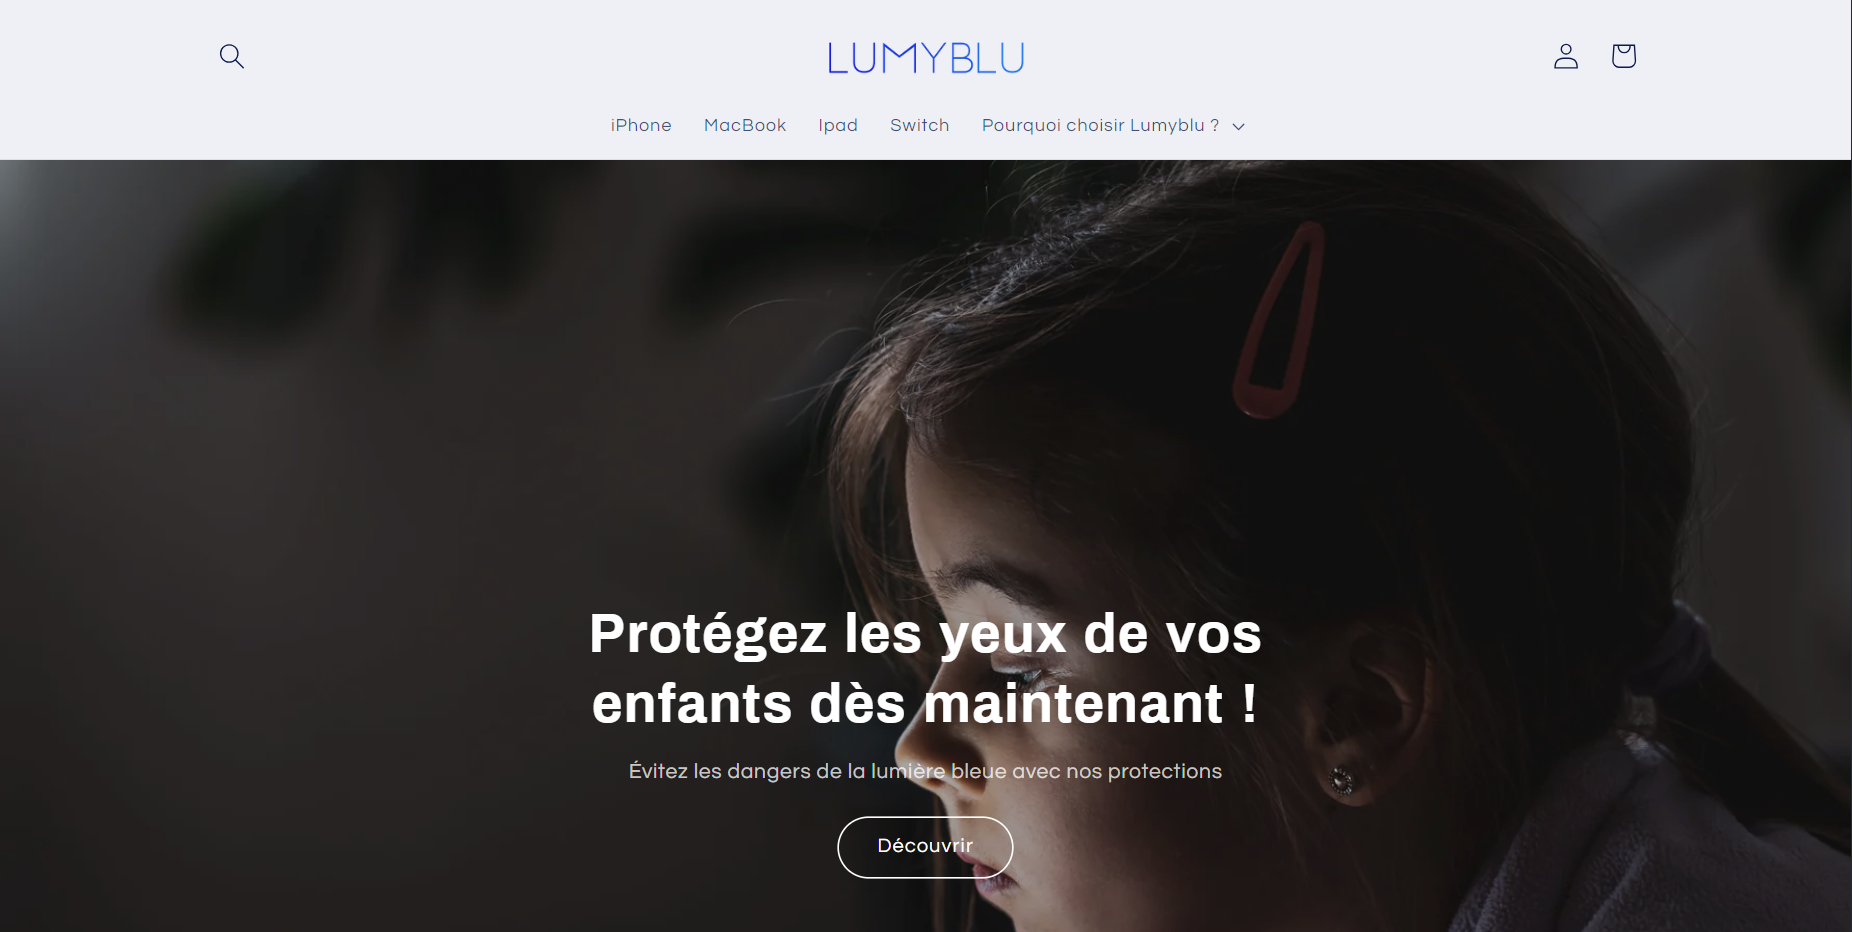 LUMYBLU
iPhone MacBook Ipad Switch Pourquoi choisir Lumyblu ?
Protégez les yeux de vos
enfants dès maintenant !
Évitez les dangers de la lumière bleue avec nos protections
Découvrir